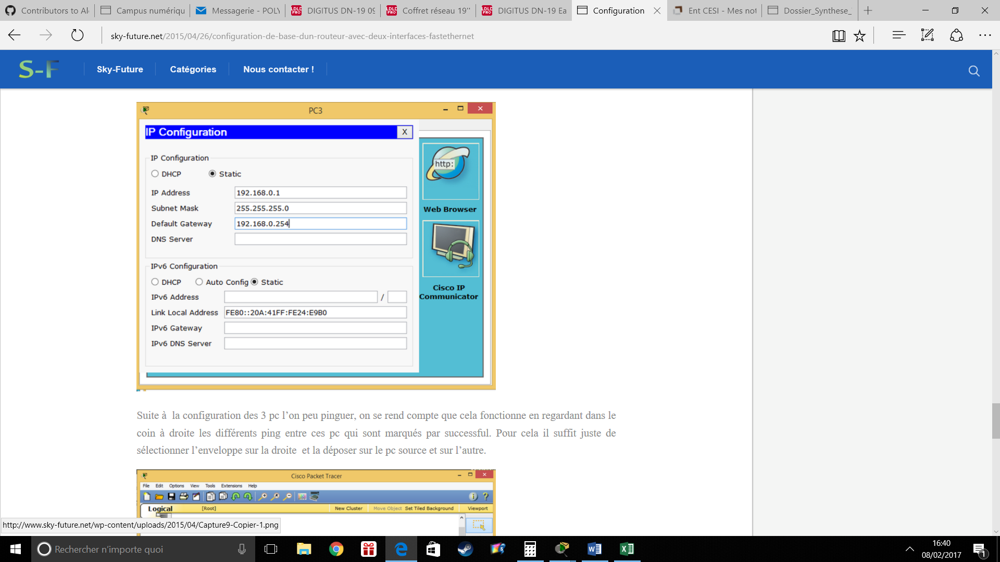 Contributors to Al
Campus numériqu
Messagerie - POLY
DIGITUS DN-19 09
Coffret réseau 19"
DIGITUS DN-19 Ea
Configuration
Ent CESI - Mes not
Dossier_Synthese_
sky-future.net/2015/04/26/configuration-de-base-dun-routeur-avec-deux-interfaces-fastethernet
S-F
Sky-Future
Catégories
Nous contacter !
PC3
IP Configuration
X
IP Configuration
DHCP
Static
IP Address
192.168.0.1
Subnet Mask
255.255.255.0
Default Gateway
192.168.0.254
DNS Server
IPv6 Configuration
DHCP
Auto Config
Static
IPv6 Address
/
Link Local Address
FE80::20A:41FF:FE24:E9B0
IPv6 Gateway
IPv6 DNS Server
http:
Web Browser
Cisco IP
Communicator
Suite à la configuration des 3 pc l'on peu pinguer, on se rend compte que cela fonctionne en regardant dans le
coin à droite les différents ping entre ces pc qui sont marqués par successful. Pour cela il suffit juste de
sélectionner l'enveloppe sur la droite et la déposer sur le pc source et sur l'autre.
Cisco Packet Tracer
File Edit Options View Tools Extensions Help
Logical
[Root]
New Cluster
Move Object
Set Tiled Background
Viewport
http://www.sky-future.net/wp-content/uploads/2015/04/Capture9-Copier-1.png
Rechercher n'importe quoi
16:40
08/02/2017
1